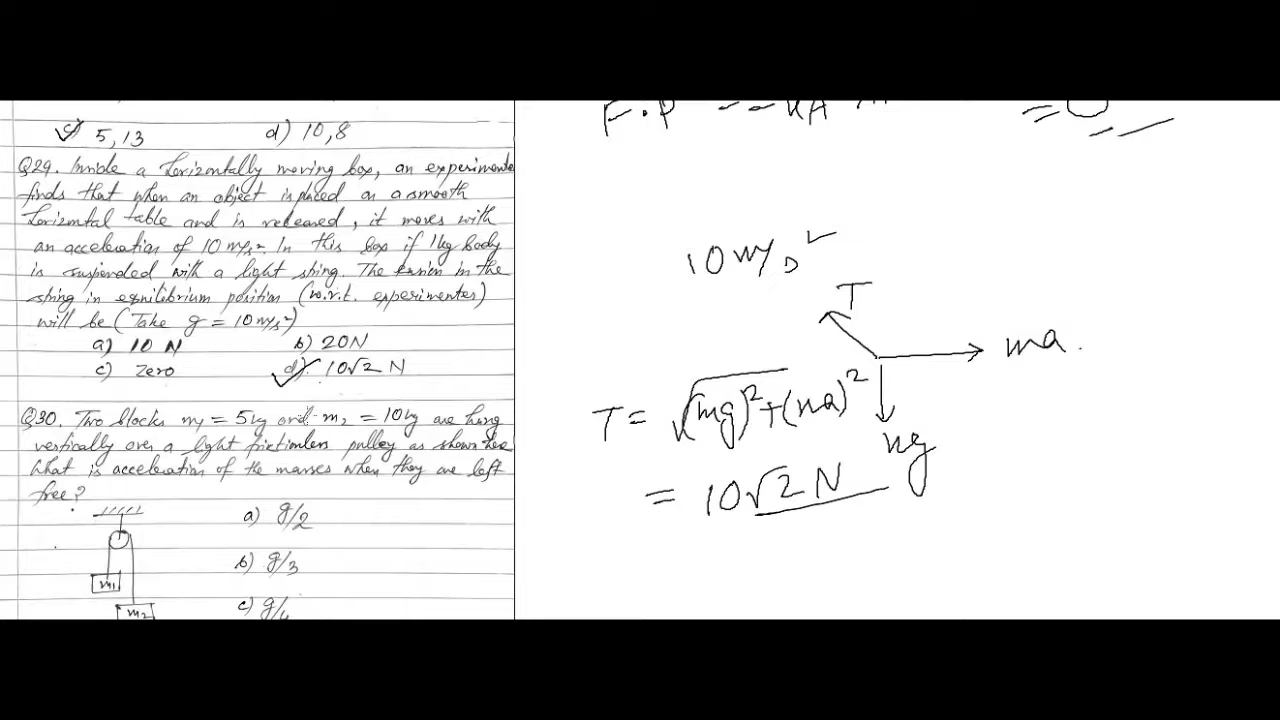 c) 5, 13 d) 10, 8
Q29. Inside a horizontally moving box, an experimenter
finds that when an object is placed on a smooth
horizontal table and is released, it moves with
an acceleration of 10 m/s². In this box if 1kg body
is suspended with a light string. The tension in the
string in equilibrium position (w.r.t. experimenter)
will be (Take g = 10 m/s²)
a) 10 N b) 20N
c) Zero d) 10√2 N
Q30. Two blocks m₁ = 5kg and m₂ = 10kg are hung
vertically over a light frictionless pulley as shown here
What is acceleration of the masses when they are left
free?
a) g/2
b) g/3
c) g/4
m₁
m₂
= 0
10 m/s²
T
ma.
T = √(mg)²+(ma)²
mg
= 10√2 N